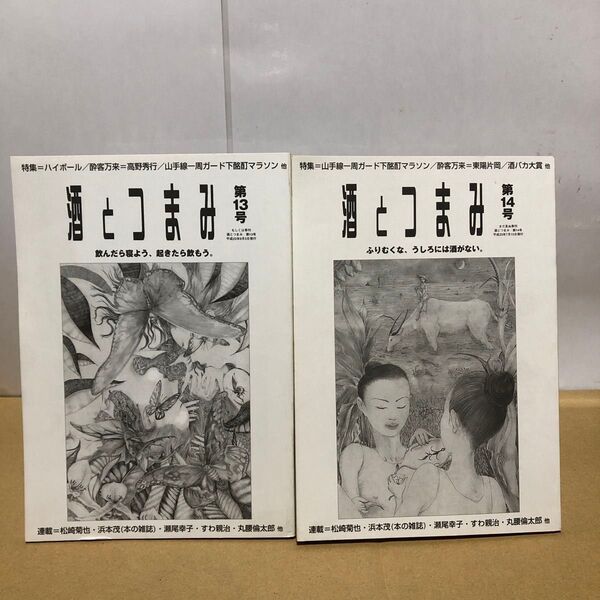 特集=ハイボール/酔客万来=高野秀行/山手線一周ガード下酩酊マラソン 他
酒とつまみ
第13号
飲んだら寝よう、起きたら飲もう。
連載=松崎菊也・浜本茂(本の雑誌)・瀬尾幸子・すわ親治・丸腰倫太郎 他
特集=山手線一周ガード下酩酊マラソン/酔客万来=東陽片岡/酒バカ大賞 他
酒とつまみ
第14号
ふりむくな、うしろには酒がない。
連載=松崎菊也・浜本茂(本の雑誌)・瀬尾幸子・すわ親治・丸腰倫太郎 他